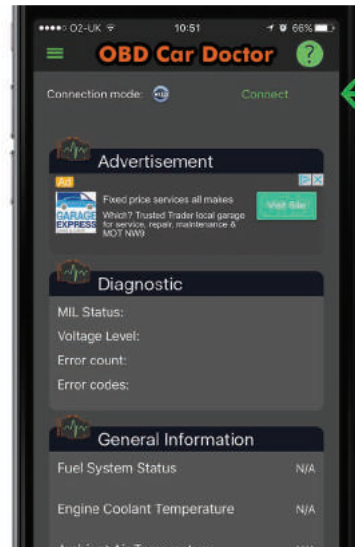 O2-UK 10:51 66%
OBD Car Doctor ?
Connection mode: Connect
Advertisement
Ad
Fixed price services all makes
Visit Site
GARAGE
EXPRESS
Which? Trusted Trader local garage
for service, repair, maintenance &
MOT NW9
Diagnostic
MIL Status:
Voltage Level:
Error count:
Error codes:
General Information
Fuel System Status N/A
Engine Coolant Temperature N/A